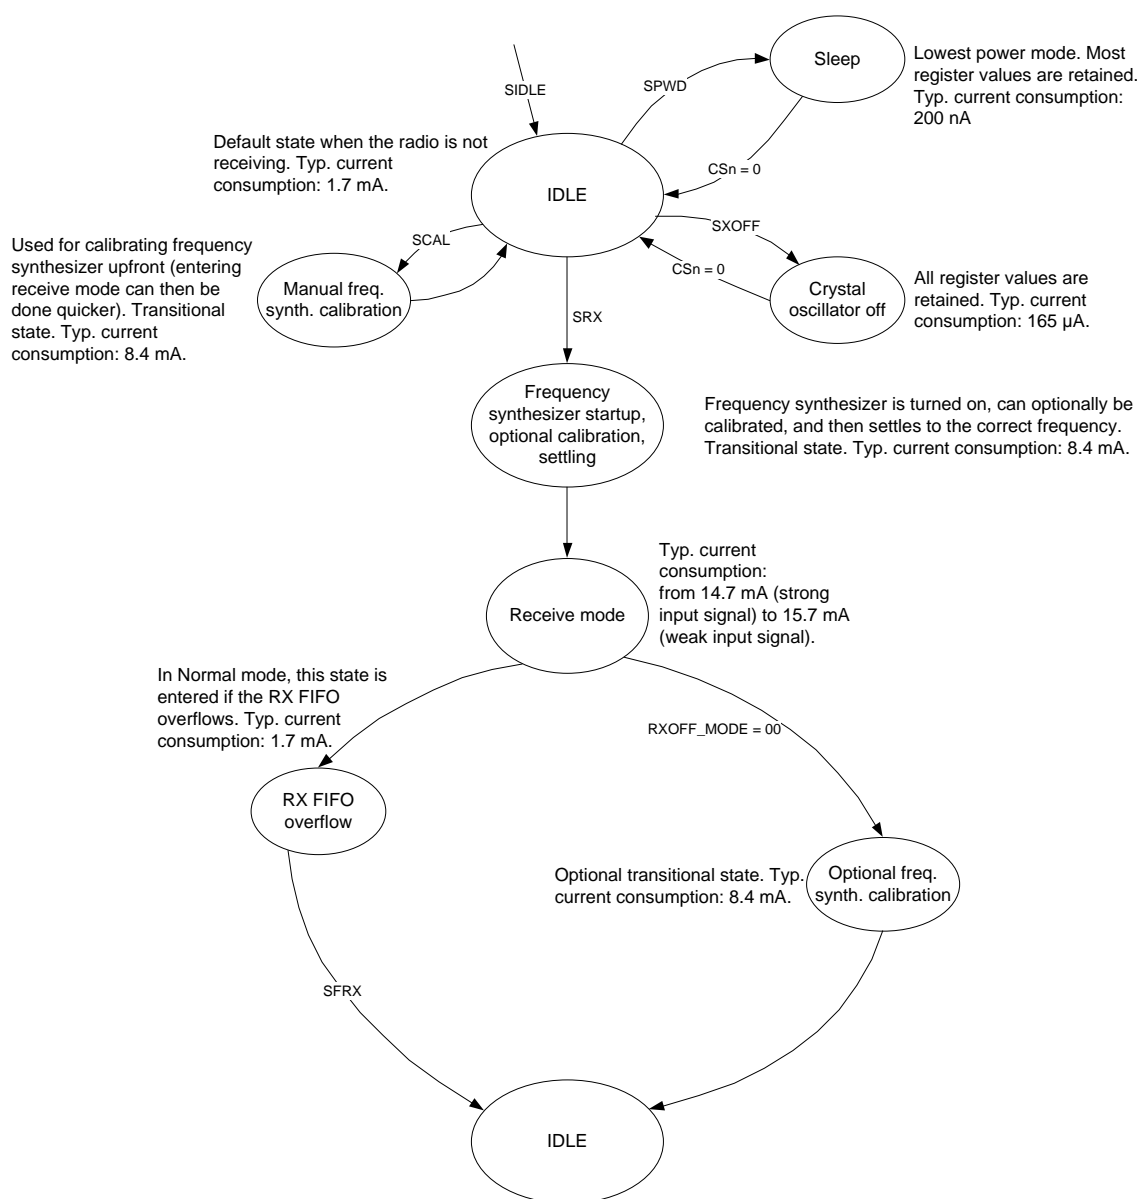 Sleep
Lowest power mode. Most
register values are retained.
Typ. current consumption:
200 nA
SIDLE
SPWD
CSn = 0
Default state when the radio is not
receiving. Typ. current
consumption: 1.7 mA.
IDLE
SXOFF
CSn = 0
SCAL
Used for calibrating frequency
synthesizer upfront (entering
receive mode can then be
done quicker). Transitional
state. Typ. current
consumption: 8.4 mA.
Manual freq.
synth. calibration
Crystal
oscillator off
All register values are
retained. Typ. current
consumption: 165 µA.
SRX
Frequency
synthesizer startup,
optional calibration,
settling
Frequency synthesizer is turned on, can optionally be
calibrated, and then settles to the correct frequency.
Transitional state. Typ. current consumption: 8.4 mA.
Receive mode
Typ. current
consumption:
from 14.7 mA (strong
input signal) to 15.7 mA
(weak input signal).
In Normal mode, this state is
entered if the RX FIFO
overflows. Typ. current
consumption: 1.7 mA.
RXOFF_MODE = 00
RX FIFO
overflow
Optional transitional state. Typ.
current consumption: 8.4 mA.
Optional freq.
synth. calibration
SFRX
IDLE